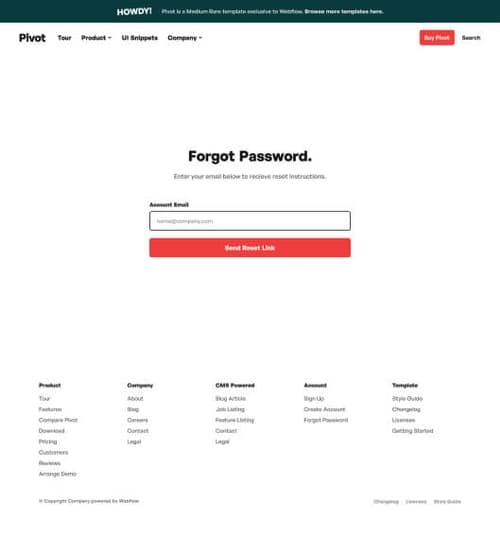 HOWDY! Pivot is a Medium Rare template exclusive to Webflow. Browse more templates here.
Pivot Tour Product UI Snippets Company Buy Pivot Search
Forgot Password.
Enter your email below to recieve reset instructions.
Account Email
name@company.com
Send Reset Link
Product
Tour
Features
Compare Pivot
Download
Pricing
Customers
Reviews
Arrange Demo
Company
About
Blog
Careers
Contact
Legal
CMS Powered
Blog Article
Job Listing
Feature Listing
Contact
Legal
Account
Sign Up
Create Account
Forgot Password
Template
Style Guide
Changelog
Licenses
Getting Started
© Copyright Company powered by Webflow
Changelog Licenses Style Guide